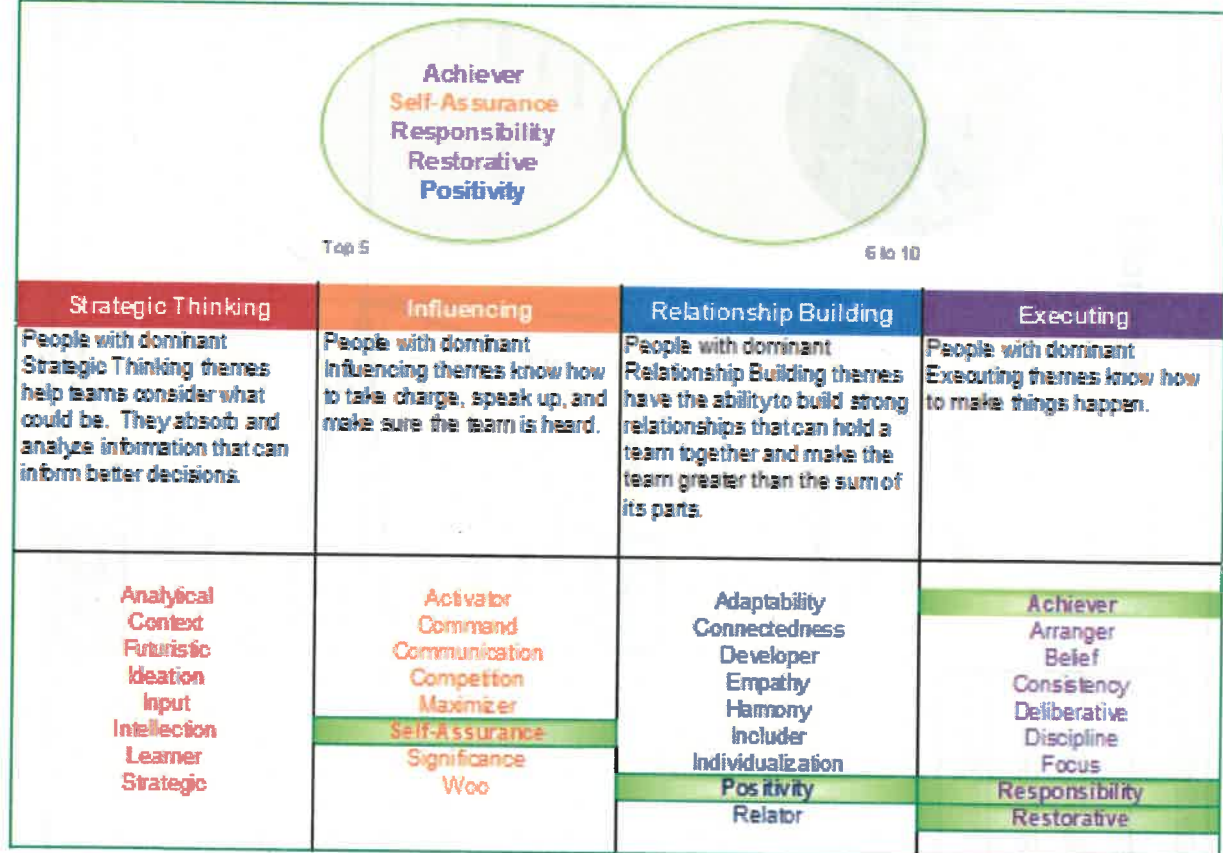 Achiever
Self-Assurance
Responsibility
Restorative
Positivity
Top 5
6 to 10
Strategic Thinking
People with dominant
Strategic Thinking themes
help teams consider what
could be. They absorb and
analyze information that can
inform better decisions.
Influencing
People with dominant
Influencing themes know how
to take charge, speak up, and
make sure the team is heard.
Relationship Building
People with dominant
Relationship Building themes
have the ability to build strong
relationships that can hold a
team together and make the
team greater than the sum of
its parts.
Executing
People with dominant
Executing themes know how
to make things happen.
Analytical
Context
Futuristic
Ideation
Input
Intellection
Learner
Strategic
Activator
Command
Communication
Competition
Maximizer
Self-Assurance
Significance
Woo
Adaptability
Connectedness
Developer
Empathy
Harmony
Includer
Individualization
Positivity
Relator
Achiever
Arranger
Belief
Consistency
Deliberative
Discipline
Focus
Responsibility
Restorative